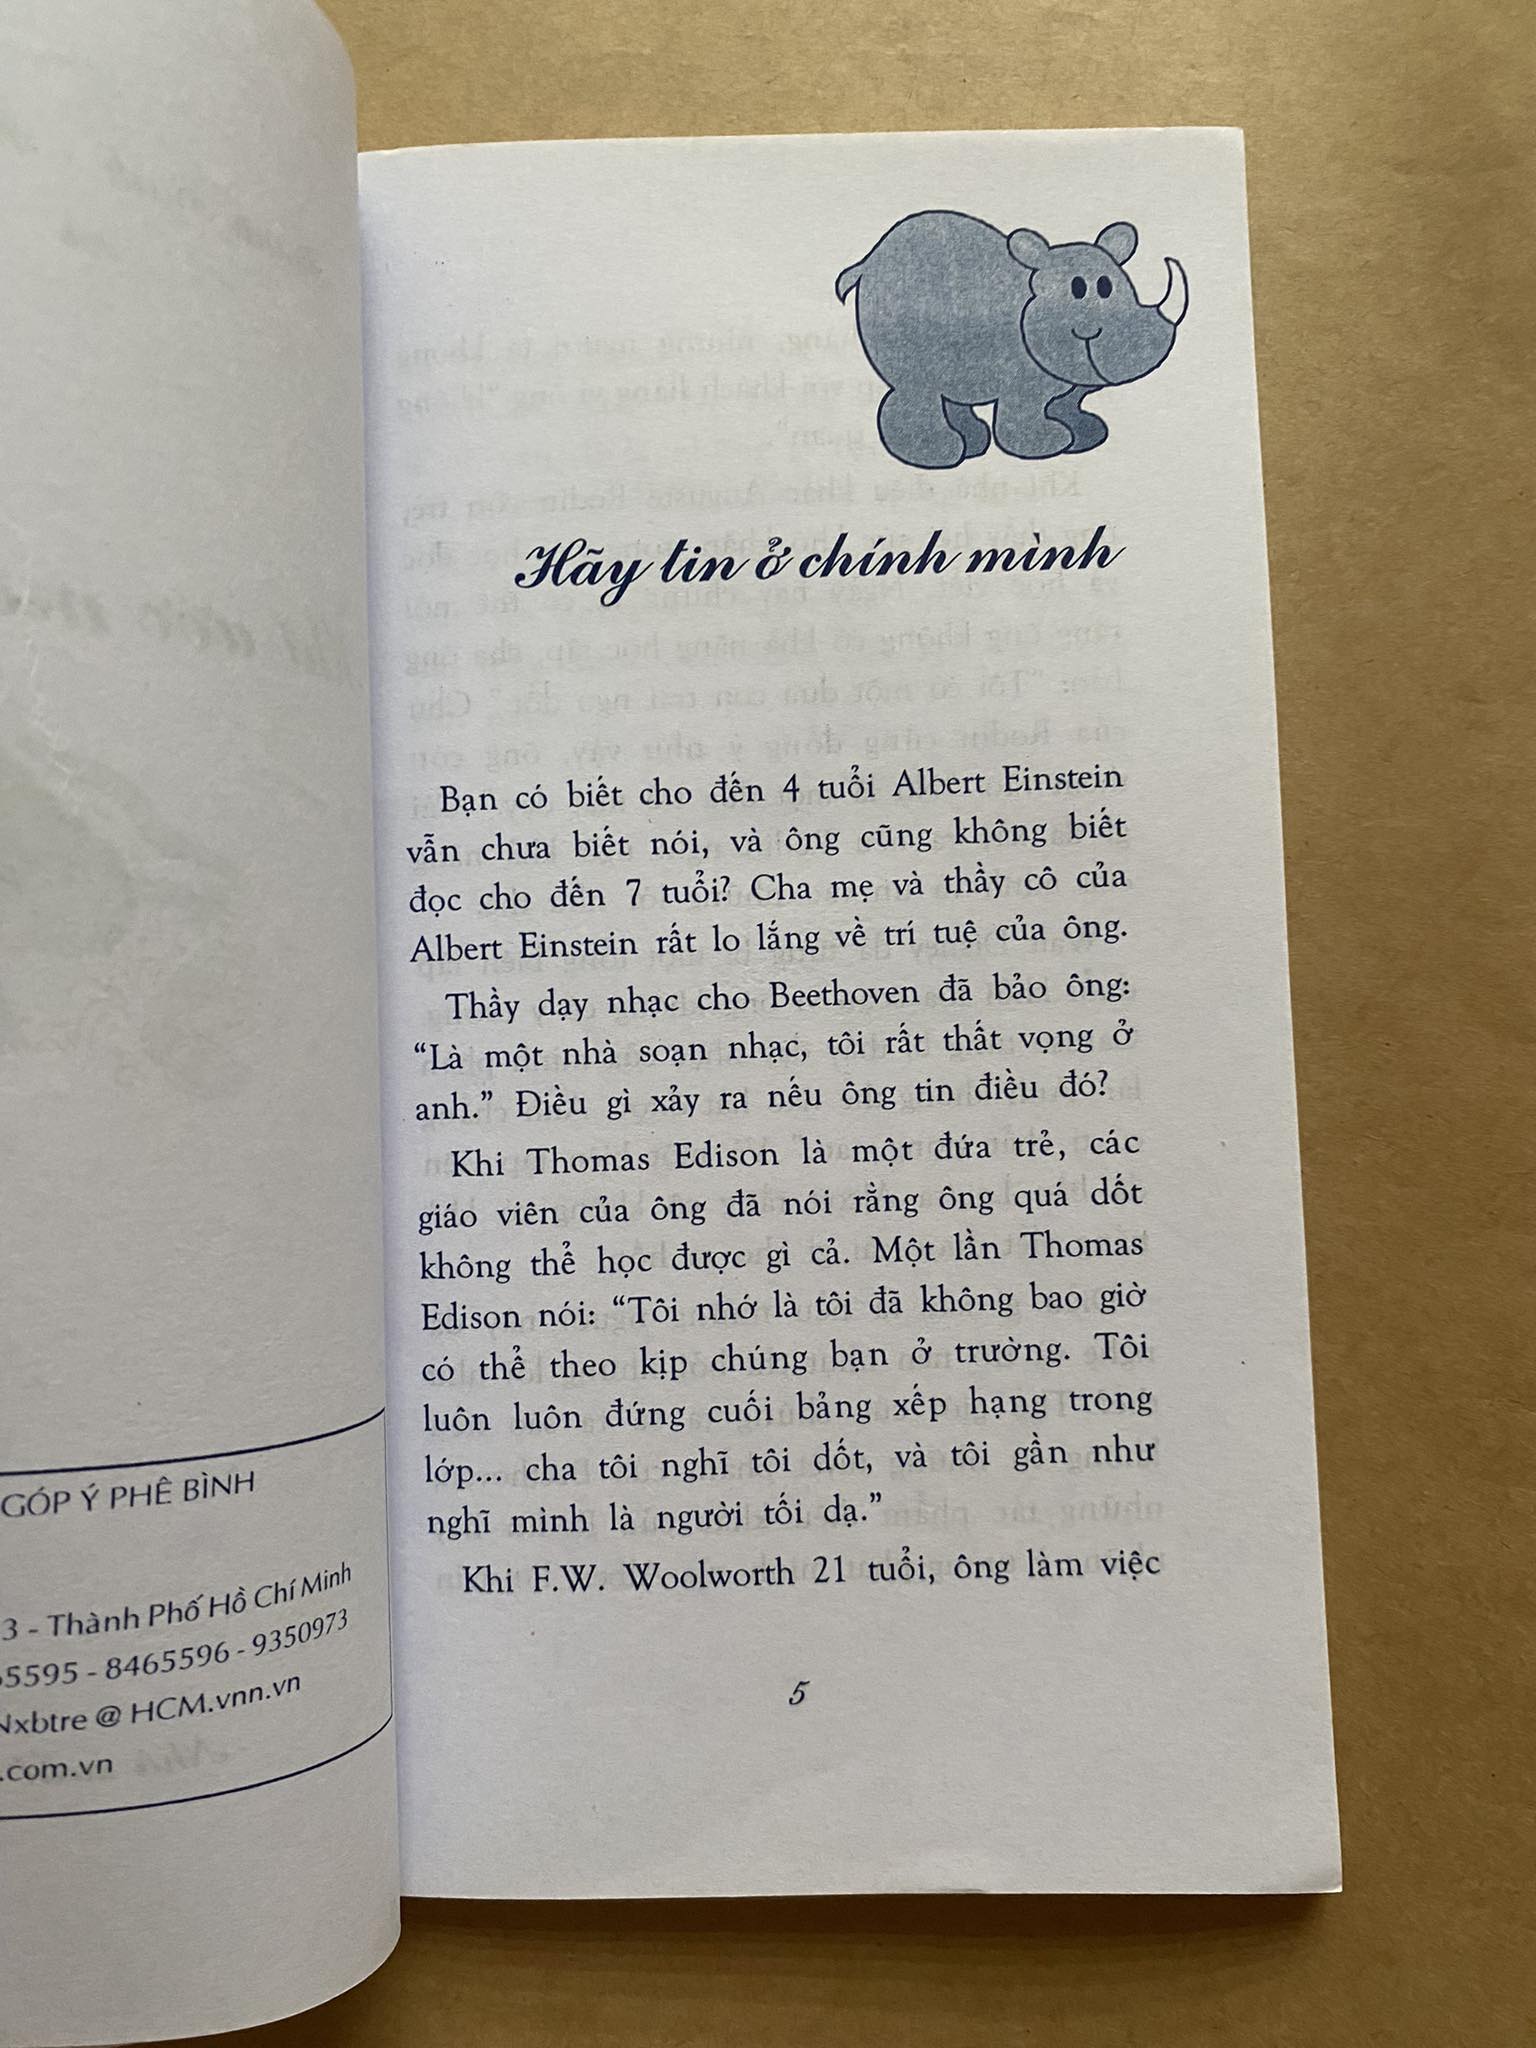 GÓP Ý PHÊ BÌNH
3 - Thành Phố Hồ Chí Minh
5595 - 8465596 - 9350973
Nxbtre @ HCM.vnn.vn
.com.vn
Hãy tin ở chính mình
Bạn có biết cho đến 4 tuổi Albert Einstein
vẫn chưa biết nói, và ông cũng không biết
đọc cho đến 7 tuổi? Cha mẹ và thầy cô của
Albert Einstein rất lo lắng về trí tuệ của ông.
Thầy dạy nhạc cho Beethoven đã bảo ông:
“Là một nhà soạn nhạc, tôi rất thất vọng ở
anh.” Điều gì xảy ra nếu ông tin điều đó?
Khi Thomas Edison là một đứa trẻ, các
giáo viên của ông đã nói rằng ông quá dốt
không thể học được gì cả. Một lần Thomas
Edison nói: “Tôi nhớ là tôi đã không bao giờ
có thể theo kịp chúng bạn ở trường. Tôi
luôn luôn đứng cuối bảng xếp hạng trong
lớp... cha tôi nghĩ tôi dốt, và tôi gần như
nghĩ mình là người tối dạ.”
Khi F.W. Woolworth 21 tuổi, ông làm việc
5